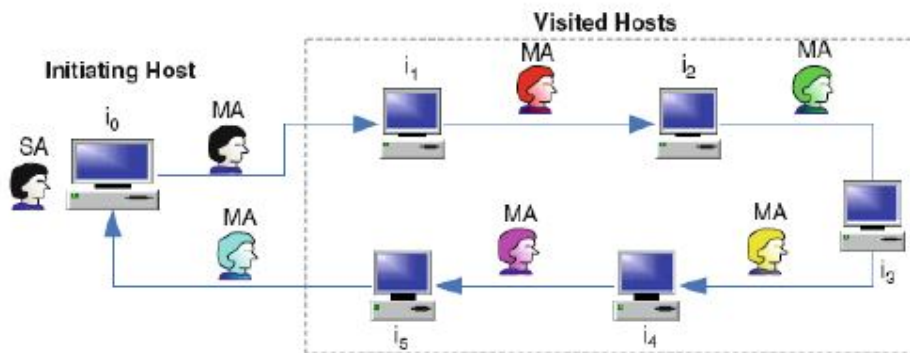 Visited Hosts
Initiating Host
i0
SA
MA
i1
MA
i2
MA
i3
MA
i4
MA
i5
MA